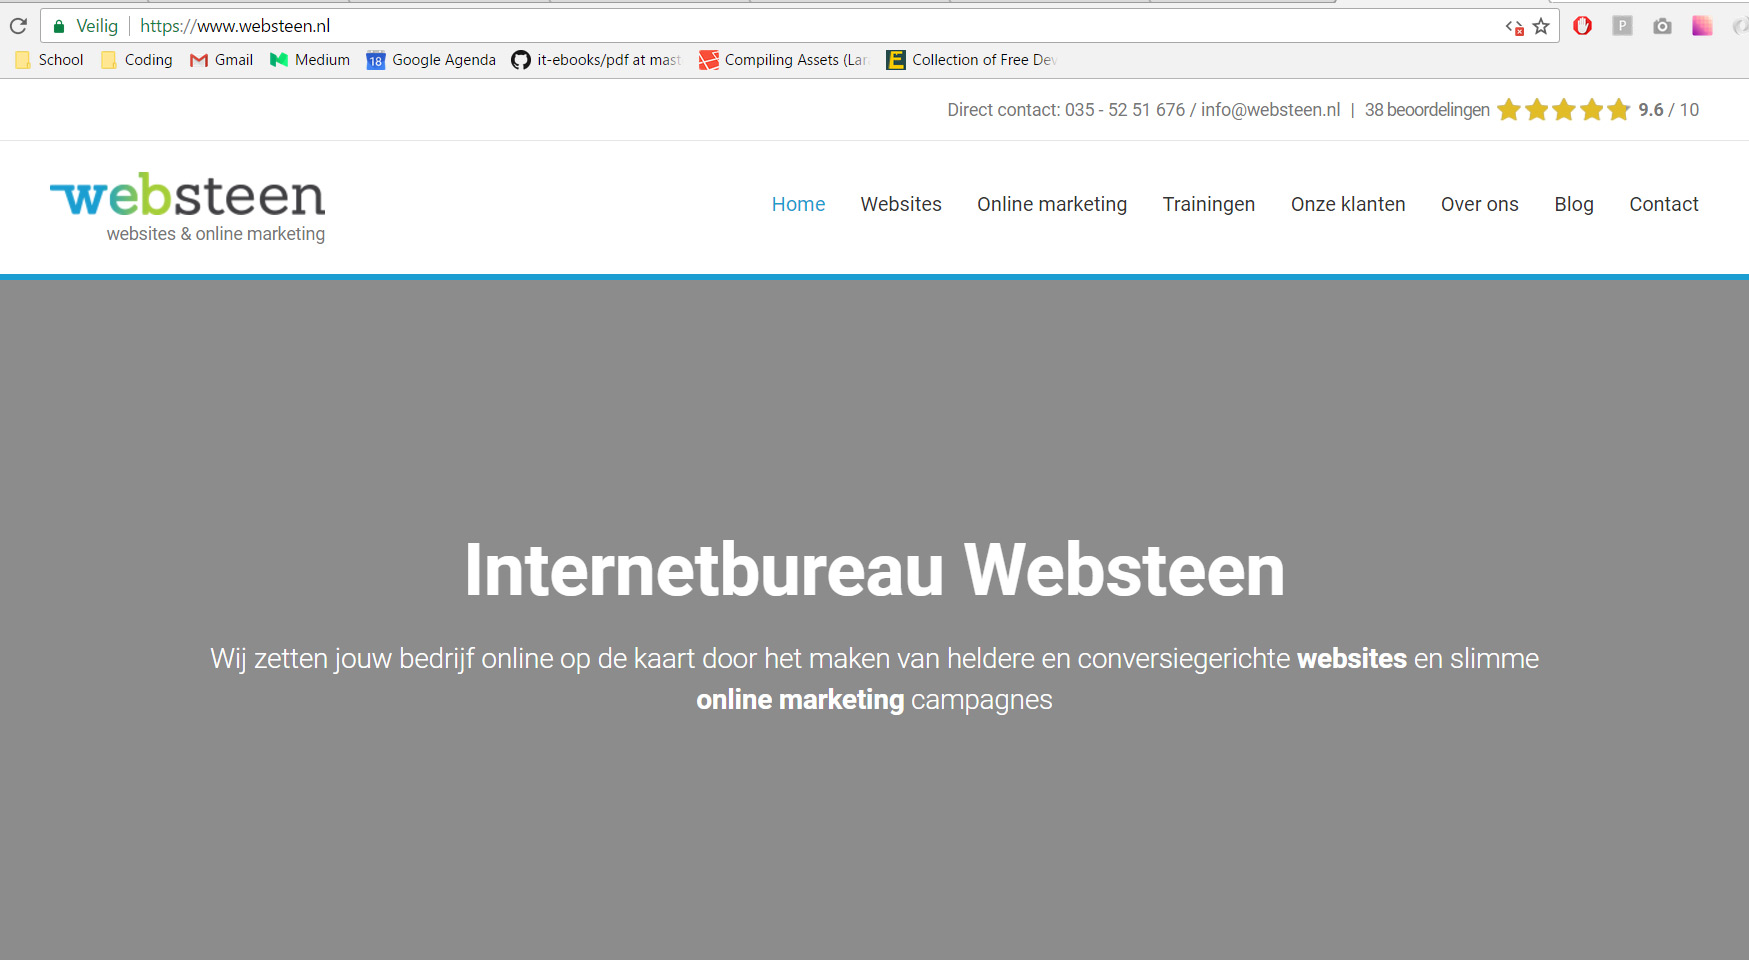 Veilig https://www.websteen.nl
School Coding Gmail 18 Medium Google Agenda it-ebooks/pdf at mast Compiling Assets (Lar E Collection of Free Dev
Direct contact: 035 - 52 51 676 / info@websteen.nl | 38 beoordelingen 9.6 / 10
websteen
websites & online marketing
Home Websites Online marketing Trainingen Onze klanten Over ons Blog Contact
Internetbureau Websteen
Wij zetten jouw bedrijf online op de kaart door het maken van heldere en conversiegerichte websites en slimme
online marketing campagnes